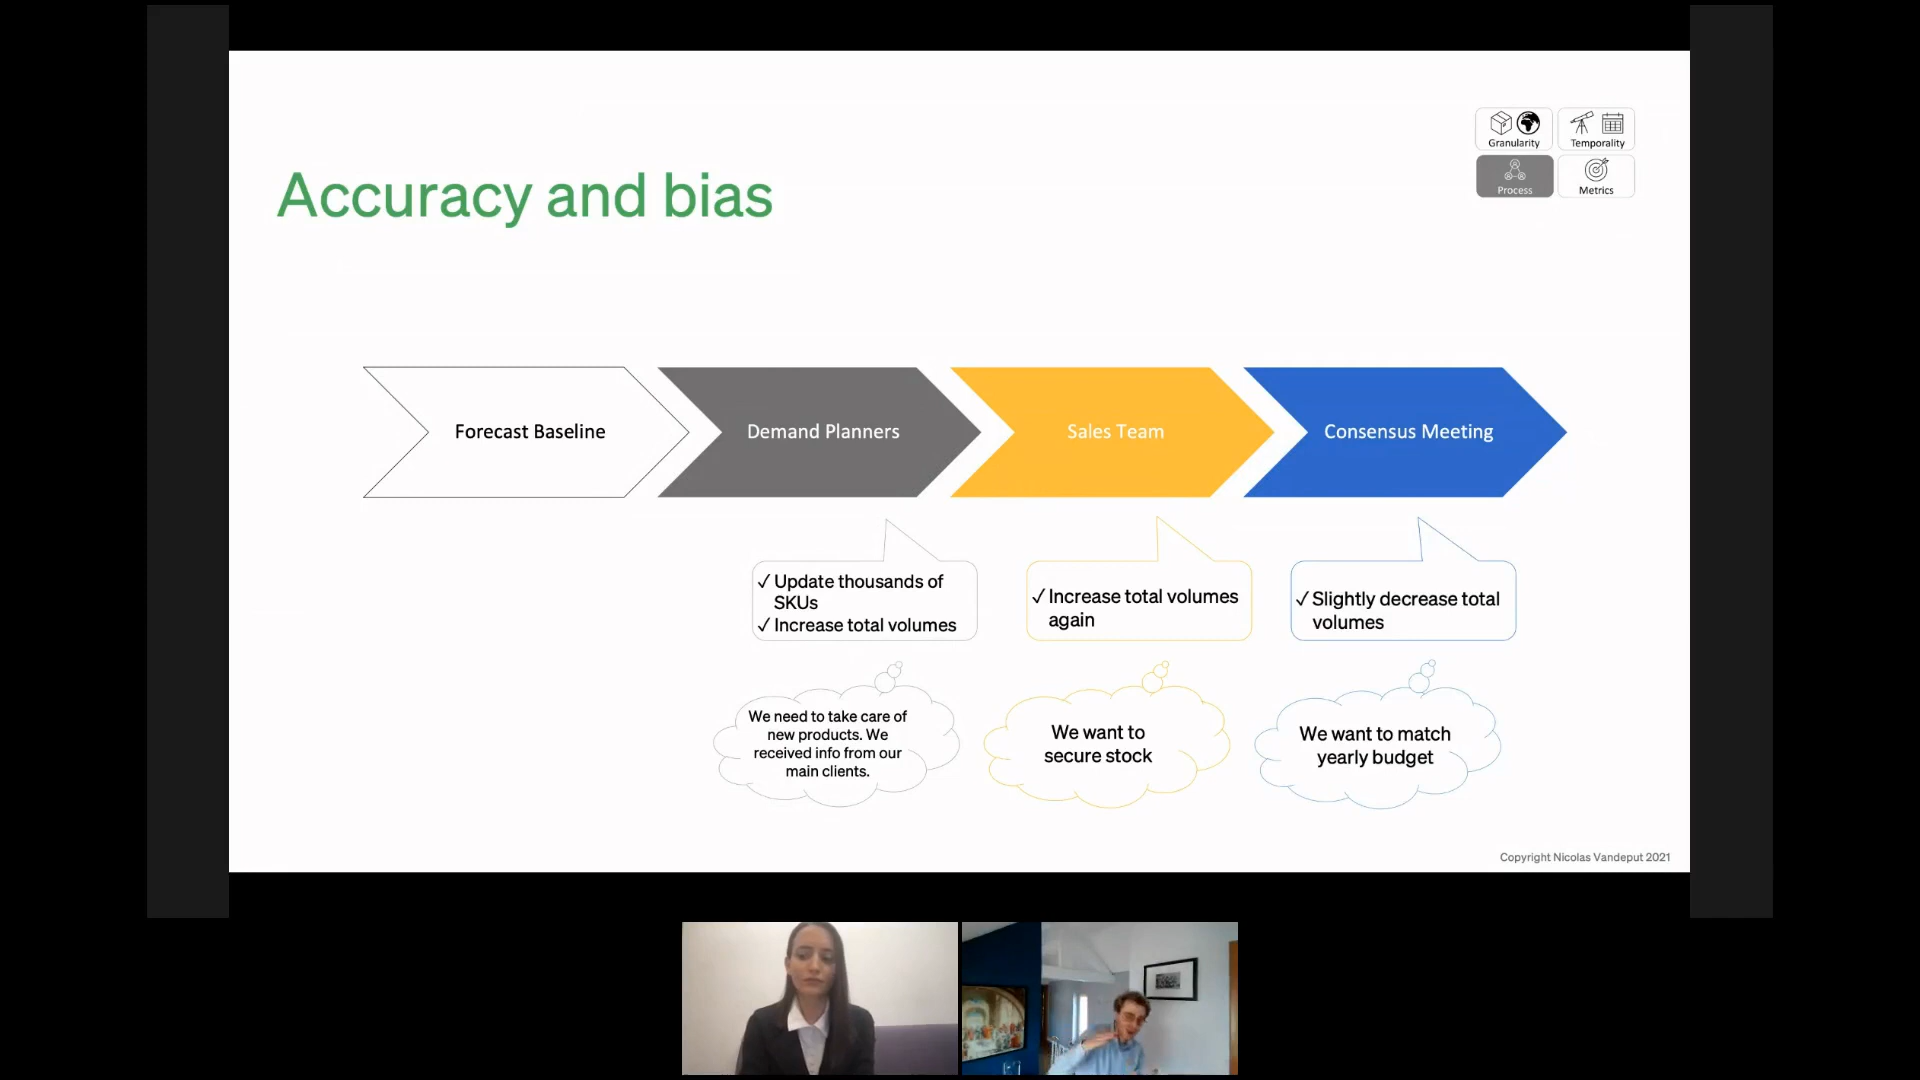 Granularity
Temporality
Process
Metrics
Accuracy and bias
Forecast Baseline
Demand Planners
Sales Team
Consensus Meeting
✓ Update thousands of
SKUs
✓ Increase total volumes
✓ Increase total volumes
again
✓ Slightly decrease total
volumes
We need to take care of
new products. We
received info from our
main clients.
We want to
secure stock
We want to match
yearly budget
Copyright Nicolas Vandeput 2021